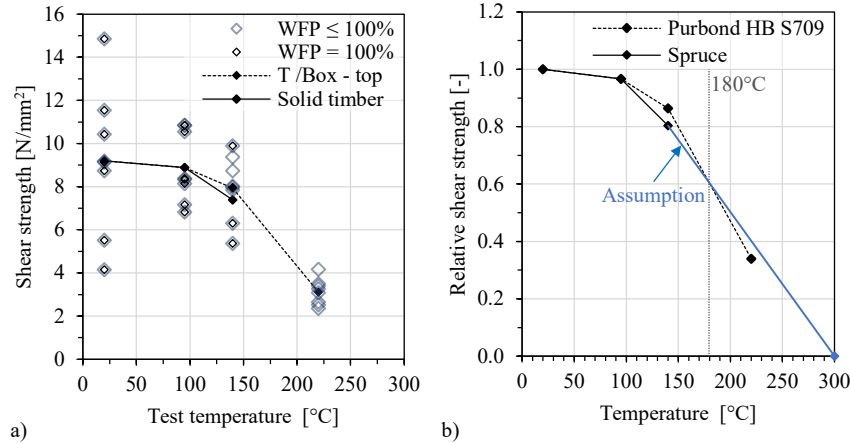 16
14
12
10
8
6
4
2
0
Shear strength [N/mm²]
0 50 100 150 200 250 300
Test temperature [°C]
WFP ≤ 100%
WFP = 100%
T /Box - top
Solid timber
a)
1.2
1.0
0.8
0.6
0.4
0.2
0.0
Relative shear strength [-]
0 50 100 150 200 250 300
Temperature [°C]
Purbond HB S709
Spruce
180°C
Assumption
b)